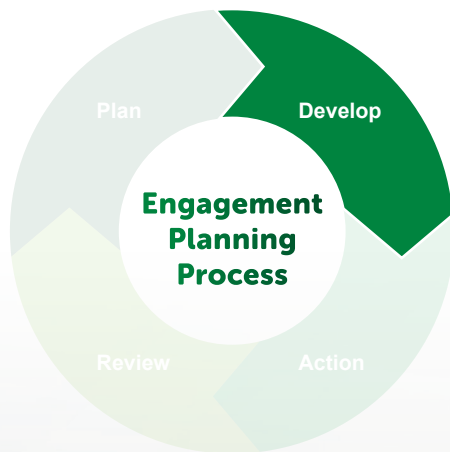 Plan
Develop
Engagement
Planning
Process
Review
Action